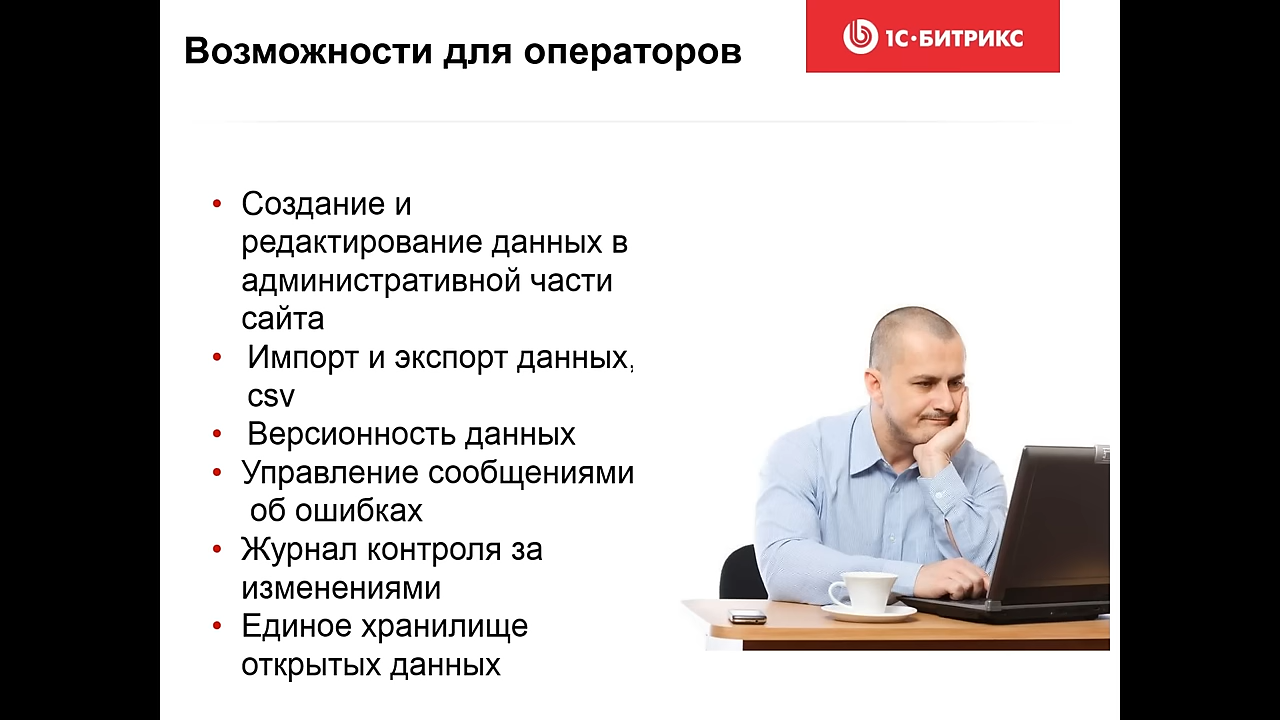 Возможности для операторов
1С•БИТРИКС
• Создание и
редактирование данных в
административной части
сайта
• Импорт и экспорт данных,
csv
• Версионность данных
• Управление сообщениями
об ошибках
• Журнал контроля за
изменениями
• Единое хранилище
открытых данных